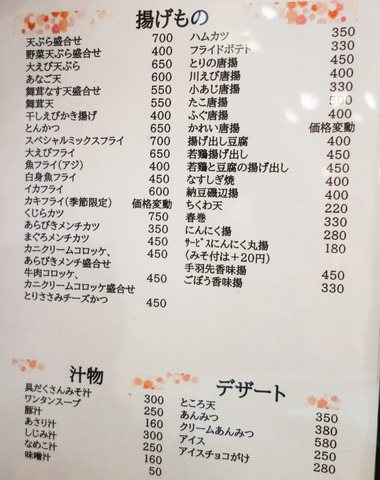 揚げもの
天ぷら盛合せ 700
野菜天ぷら盛合せ 400
大えび天ぷら 650
あなご天 600
舞茸なす天盛合せ 550
舞茸天 550
干しえびかき揚げ 400
とんかつ 600
スペシャルミックスフライ 700
大えびフライ 650
魚フライ(アジ) 400
白身魚フライ 450
イカフライ 600
カキフライ(季節限定) 価格変動
くじらカツ 750
あらびきメンチカツ 350
まぐろメンチカツ 450
カニクリームコロッケ、
あらびきメンチ盛合せ 450
牛肉コロッケ、
カニクリームコロッケ盛合せ 450
とりささみチーズかつ 450
ハムカツ 350
フライドポテト 330
とりの唐揚 400
川えび唐揚 400
小あじ唐揚 330
たこ唐揚
ふぐ唐揚 400
かれい唐揚 価格変動
揚げ出し豆腐 400
若鶏揚げ出し 450
若鶏と豆腐の揚げ出し 450
なすしぎ焼 400
納豆磯辺揚 400
ちくわ天 220
春巻 330
にんにく揚 280
ｻｰﾋﾞｽにんにく丸揚 180
(みそ付は+20円)
手羽先香味揚 450
ごぼう香味揚 330
汁物
具だくさんみそ汁 300
ワンタンスープ 250
豚汁 160
あさり汁 300
しじみ汁 250
なめこ汁 160
味噌汁 50
デザート
ところ天 350
あんみつ 380
クリームあんみつ 580
アイス 250
アイスチョコがけ 280